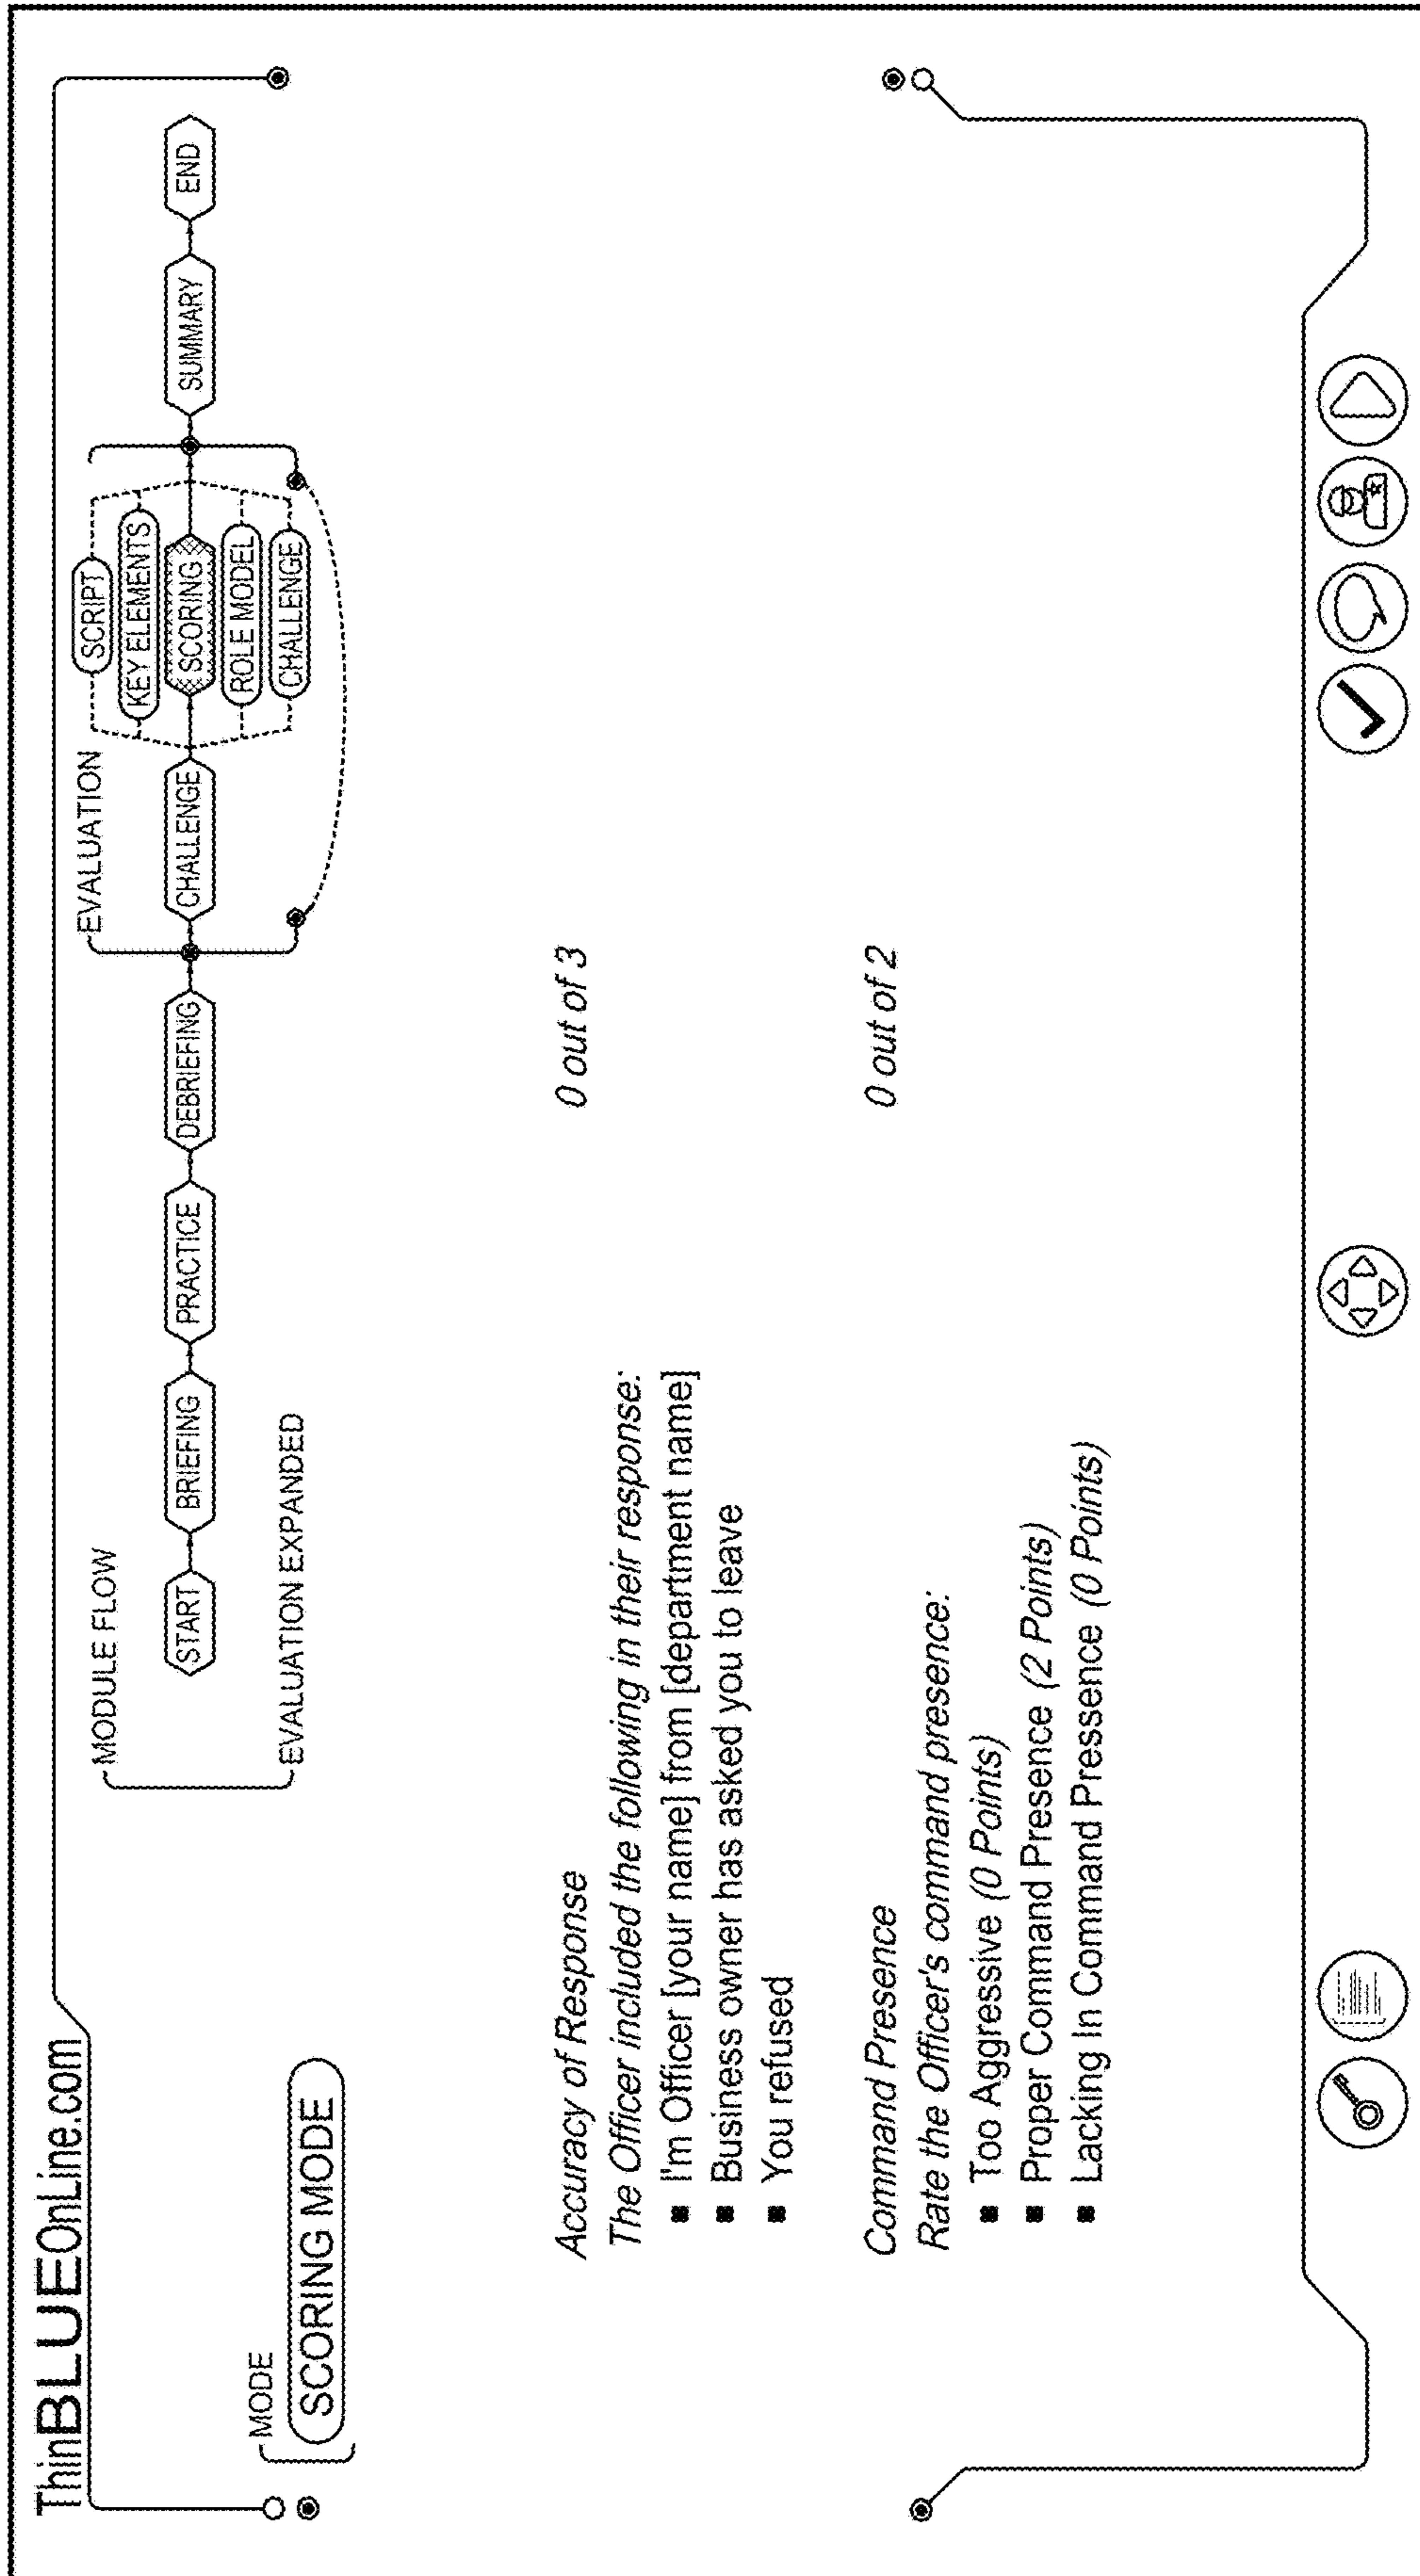 ThinBLUEOnLine.com
MODE
SCORING MODE
MODULE FLOW
EVALUATION EXPANDED
START
BRIEFING
PRACTICE
DEBRIEFING
EVALUATION
CHALLENGE
SCRIPT
KEY ELEMENTS
SCORING
ROLE MODEL
CHALLENGE
SUMMARY
END
Accuracy of Response 0 out of 3
The Officer included the following in their response:
■ I'm Officer [your name] from [department name]
■ Business owner has asked you to leave
■ You refused
Command Presence 0 out of 2
Rate the Officer's command presence:
■ Too Aggressive (0 Points)
■ Proper Command Presence (2 Points)
■ Lacking In Command Pressence (0 Points)